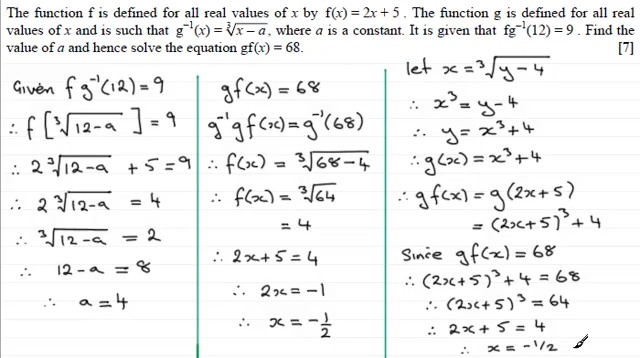 The function f is defined for all real values of x by f(x) = 2x + 5 . The function g is defined for all real
values of x and is such that g⁻¹(x) = ∛(x – a), where a is a constant. It is given that fg⁻¹(12) = 9 . Find the
value of a and hence solve the equation gf(x) = 68. [7]
Given f g⁻¹(12) = 9
∴ f[∛(12 - a)] = 9
∴ 2∛(12 - a) + 5 = 9
∴ 2∛(12 - a) = 4
∴ ∛(12 - a) = 2
∴ 12 - a = 8
∴ a = 4
gf(x) = 68
g⁻¹gf(x) = g⁻¹(68)
∴ f(x) = ∛(68 - 4)
∴ f(x) = ∛64
= 4
∴ 2x + 5 = 4
∴ 2x = -1
∴ x = -1/2
let x = ∛(y - 4)
∴ x³ = y - 4
∴ y = x³ + 4
∴ g(x) = x³ + 4
∴ gf(x) = g(2x + 5)
= (2x + 5)³ + 4
Since gf(x) = 68
∴ (2x + 5)³ + 4 = 68
∴ (2x + 5)³ = 64
∴ 2x + 5 = 4
∴ x = -1/2